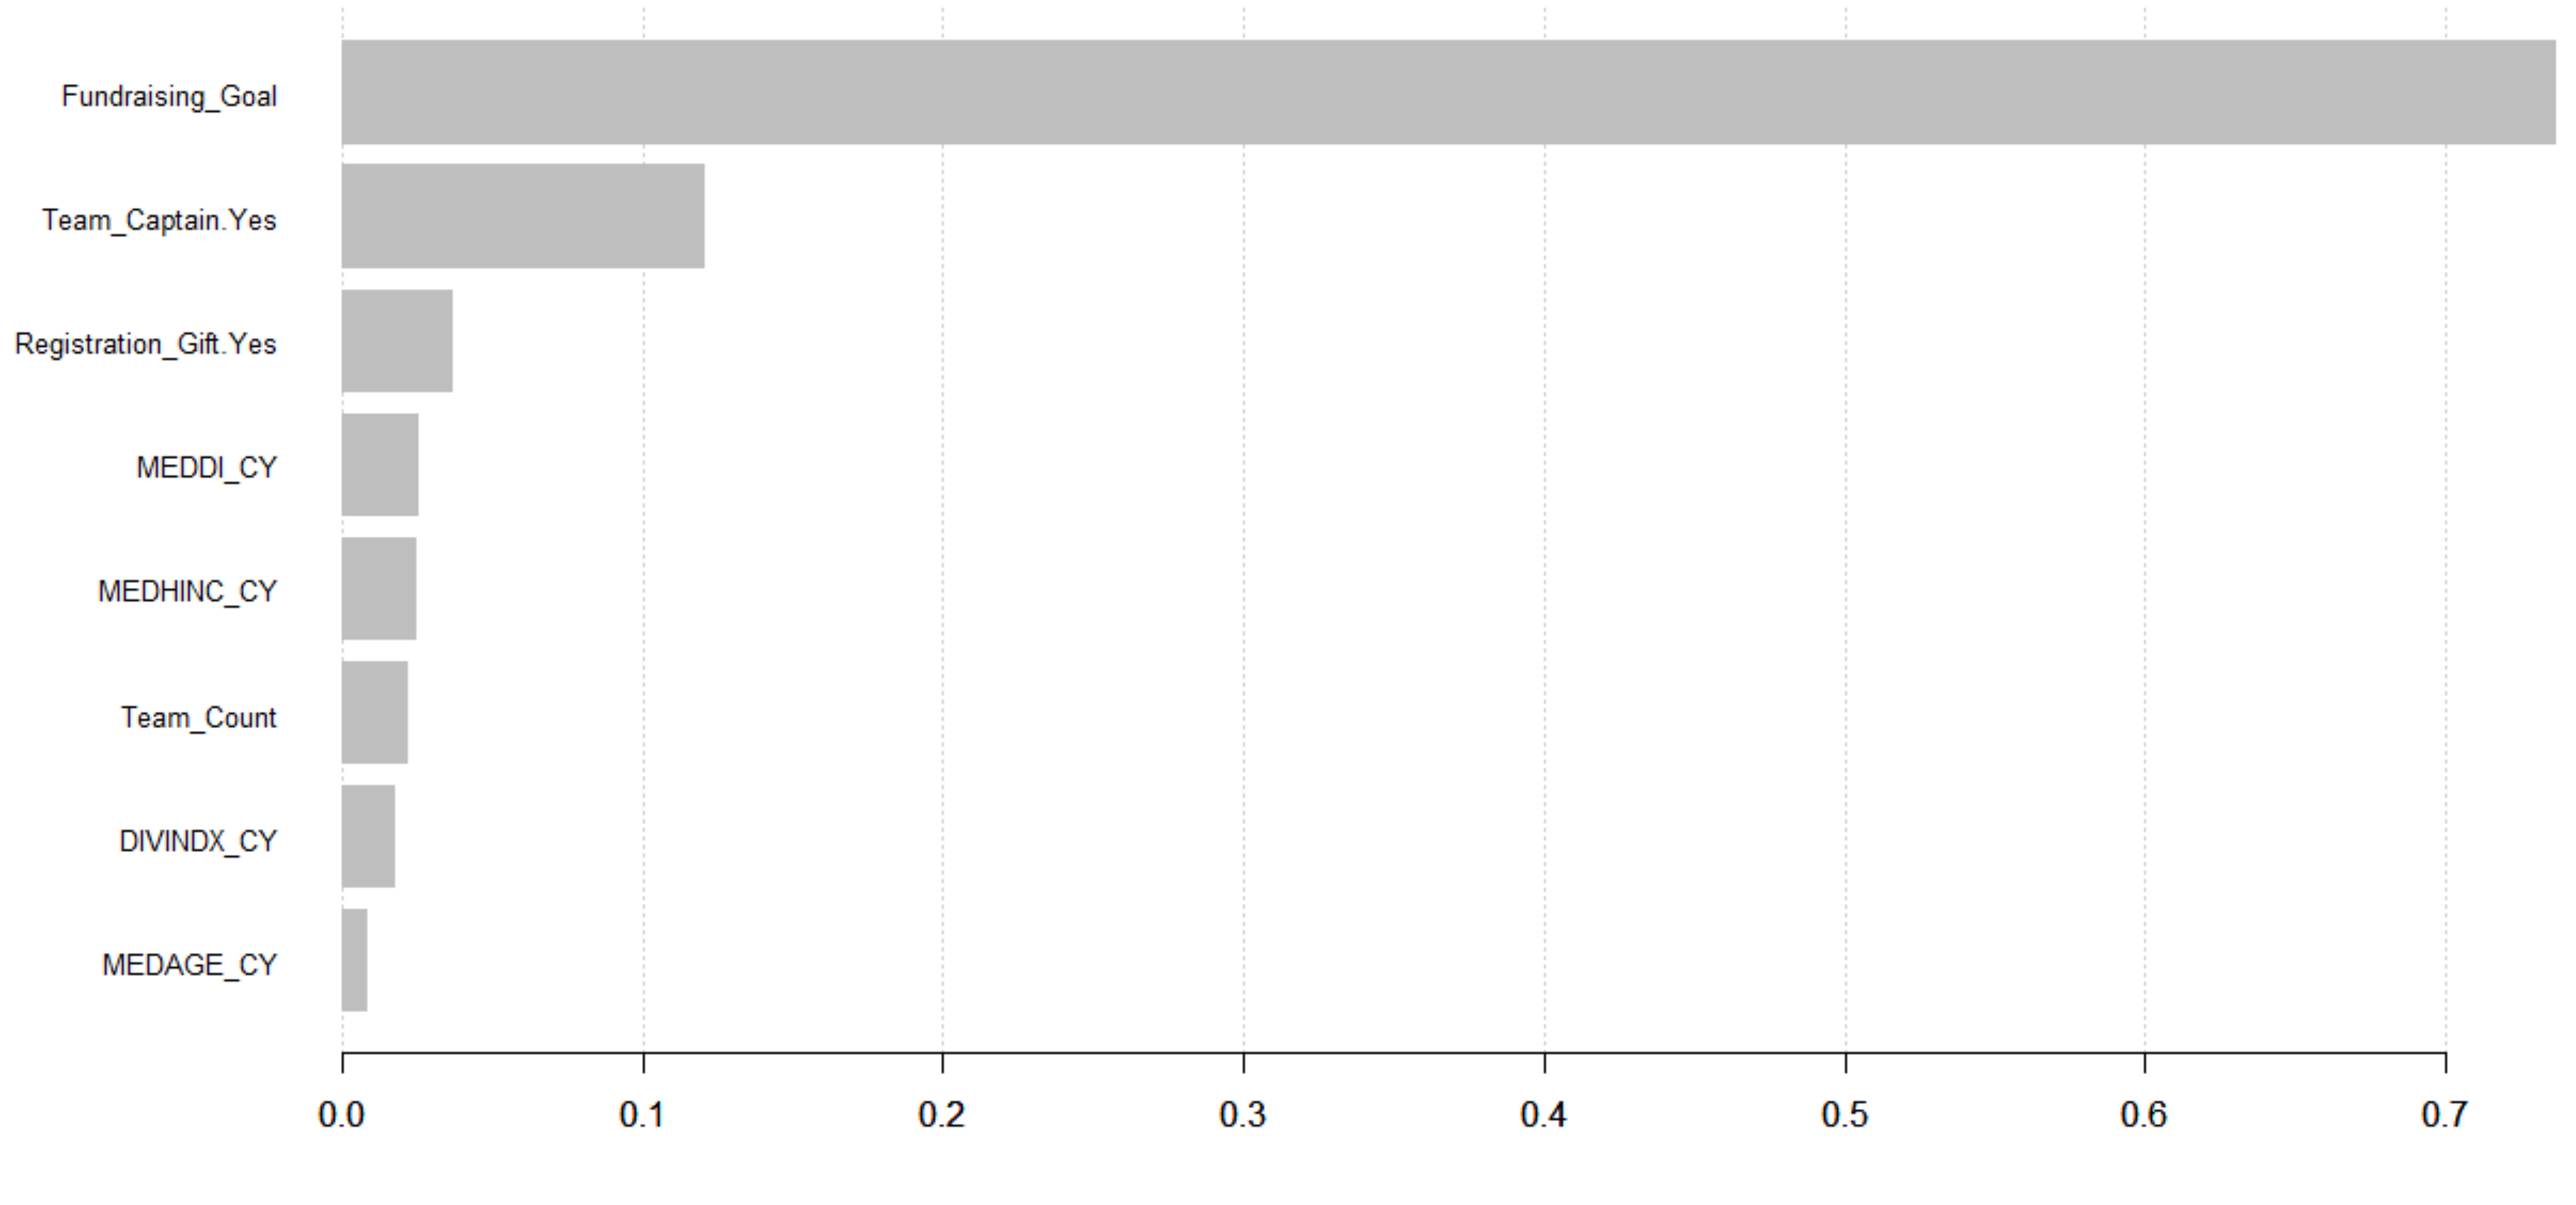 Fundraising_Goal
Team_Captain.Yes
Registration_Gift.Yes
MEDDI_CY
MEDHINC_CY
Team_Count
DIVINDX_CY
MEDAGE_CY
0.0 0.1 0.2 0.3 0.4 0.5 0.6 0.7